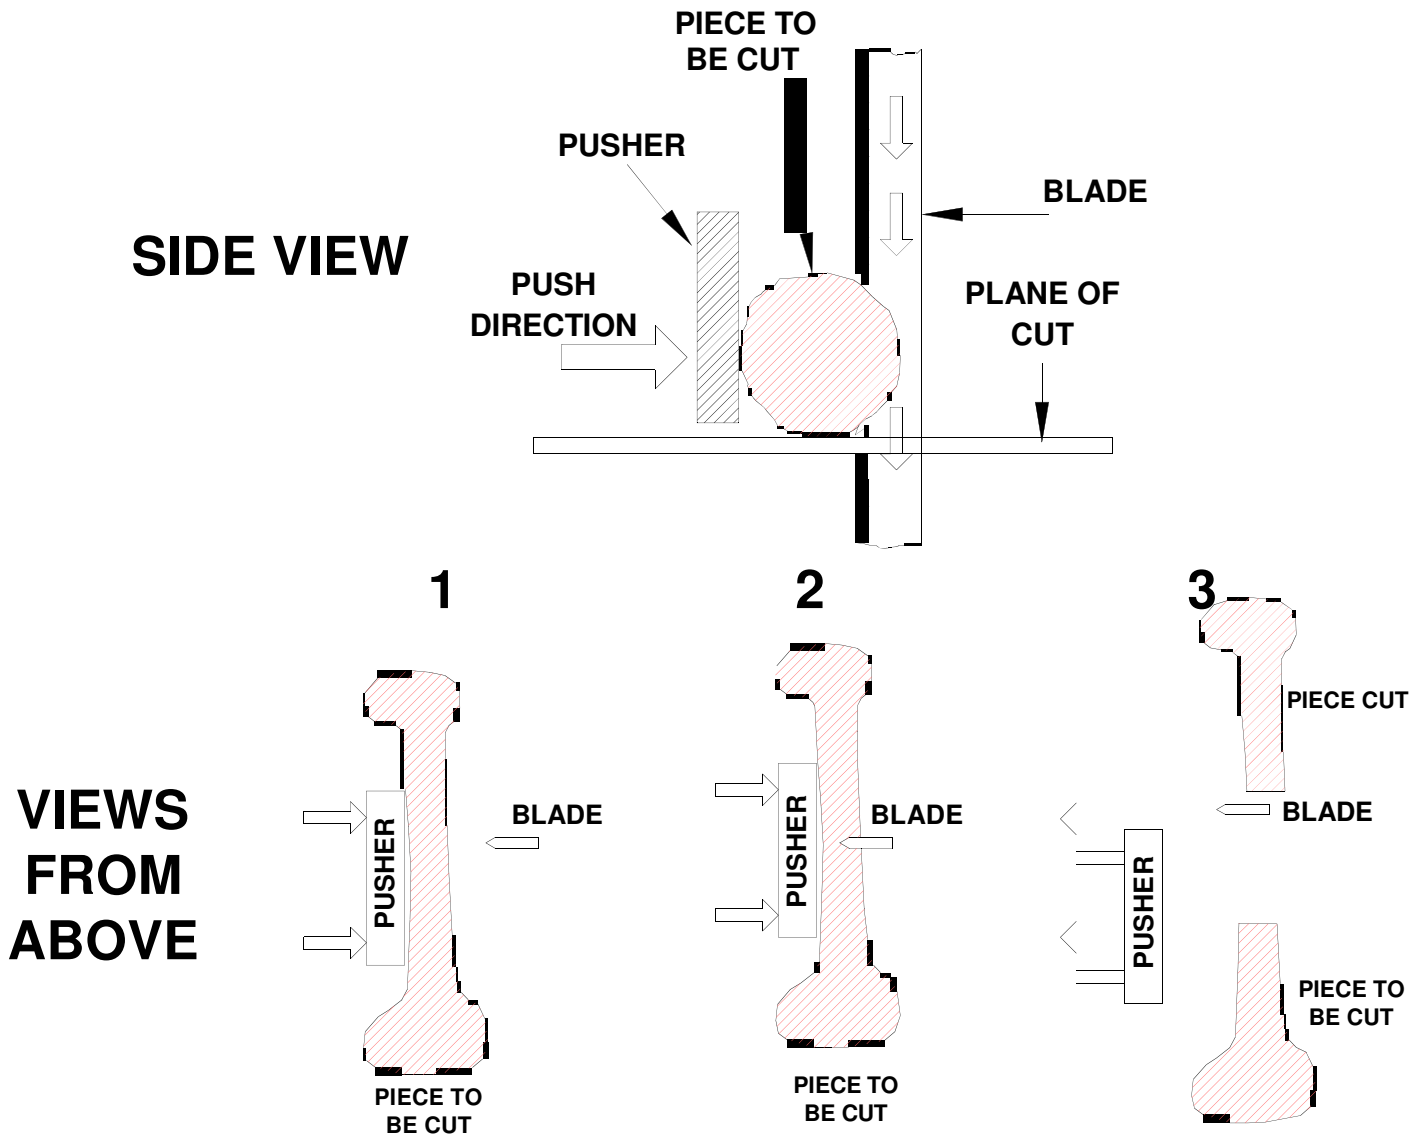 PIECE TO
BE CUT
PUSHER
BLADE
SIDE VIEW
PUSH
DIRECTION
PLANE OF
CUT
1
2
3
PIECE CUT
VIEWS
FROM
ABOVE
PUSHER
BLADE
PUSHER
BLADE
BLADE
PUSHER
PIECE TO
BE CUT
PIECE TO
BE CUT
PIECE TO
BE CUT